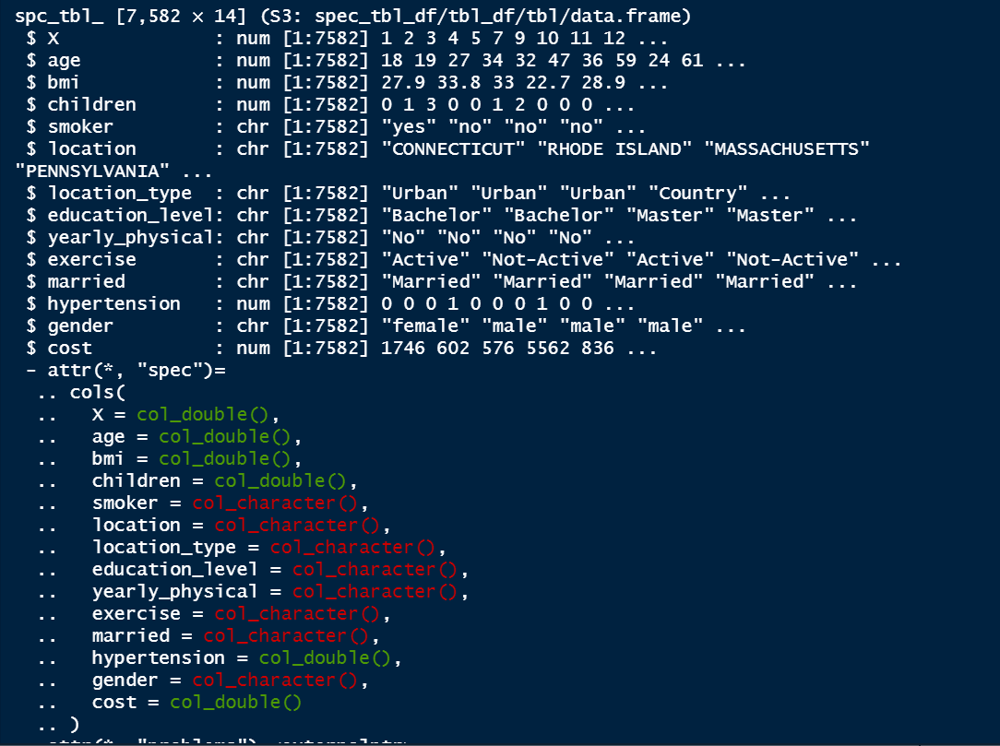 spc_tbl_ [7,582 × 14] (S3: spec_tbl_df/tbl_df/tbl/data.frame)
 $ X              : num [1:7582] 1 2 3 4 5 7 9 10 11 12 ...
 $ age            : num [1:7582] 18 19 27 34 32 47 36 59 24 61 ...
 $ bmi            : num [1:7582] 27.9 33.8 33 22.7 28.9 ...
 $ children       : num [1:7582] 0 1 3 0 0 1 2 0 0 0 ...
 $ smoker         : chr [1:7582] "yes" "no" "no" "no" ...
 $ location       : chr [1:7582] "CONNECTICUT" "RHODE ISLAND" "MASSACHUSETTS"
"PENNSYLVANIA" ...
 $ location_type  : chr [1:7582] "Urban" "Urban" "Urban" "Country" ...
 $ education_level: chr [1:7582] "Bachelor" "Bachelor" "Master" "Master" ...
 $ yearly_physical: chr [1:7582] "No" "No" "No" "No" ...
 $ exercise       : chr [1:7582] "Active" "Not-Active" "Active" "Not-Active" ...
 $ married        : chr [1:7582] "Married" "Married" "Married" "Married" ...
 $ hypertension   : num [1:7582] 0 0 0 1 0 0 0 1 0 0 ...
 $ gender         : chr [1:7582] "female" "male" "male" "male" ...
 $ cost           : num [1:7582] 1746 602 576 5562 836 ...
 - attr(*, "spec")=
  .. cols(
  ..   X = col_double(),
  ..   age = col_double(),
  ..   bmi = col_double(),
  ..   children = col_double(),
  ..   smoker = col_character(),
  ..   location = col_character(),
  ..   location_type = col_character(),
  ..   education_level = col_character(),
  ..   yearly_physical = col_character(),
  ..   exercise = col_character(),
  ..   married = col_character(),
  ..   hypertension = col_double(),
  ..   gender = col_character(),
  ..   cost = col_double()
  .. )